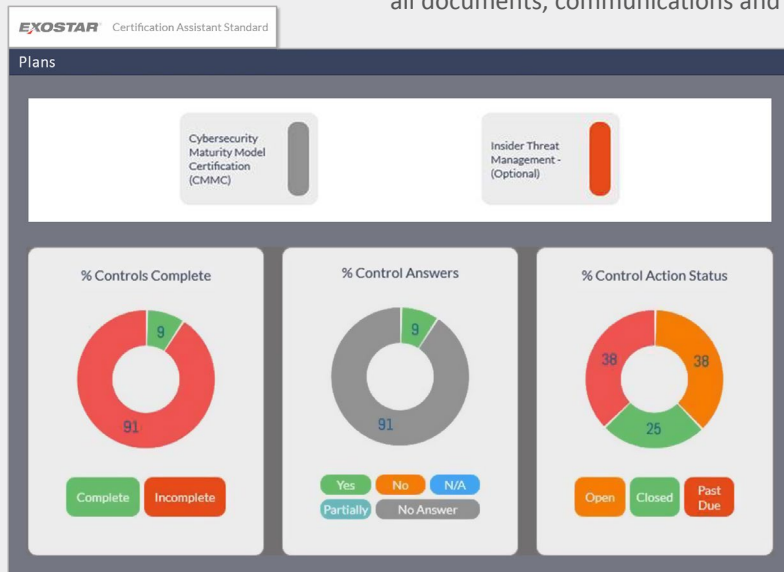 all documents, communications and
EXOSTAR Certification Assistant Standard
Plans
Cybersecurity
Maturity Model
Certification
(CMMC)
Insider Threat
Management -
(Optional)
% Controls Complete
9
91
Complete Incomplete
% Control Answers
9
91
Yes No N/A
Partially No Answer
% Control Action Status
38 38
25
Open Closed Past
Due